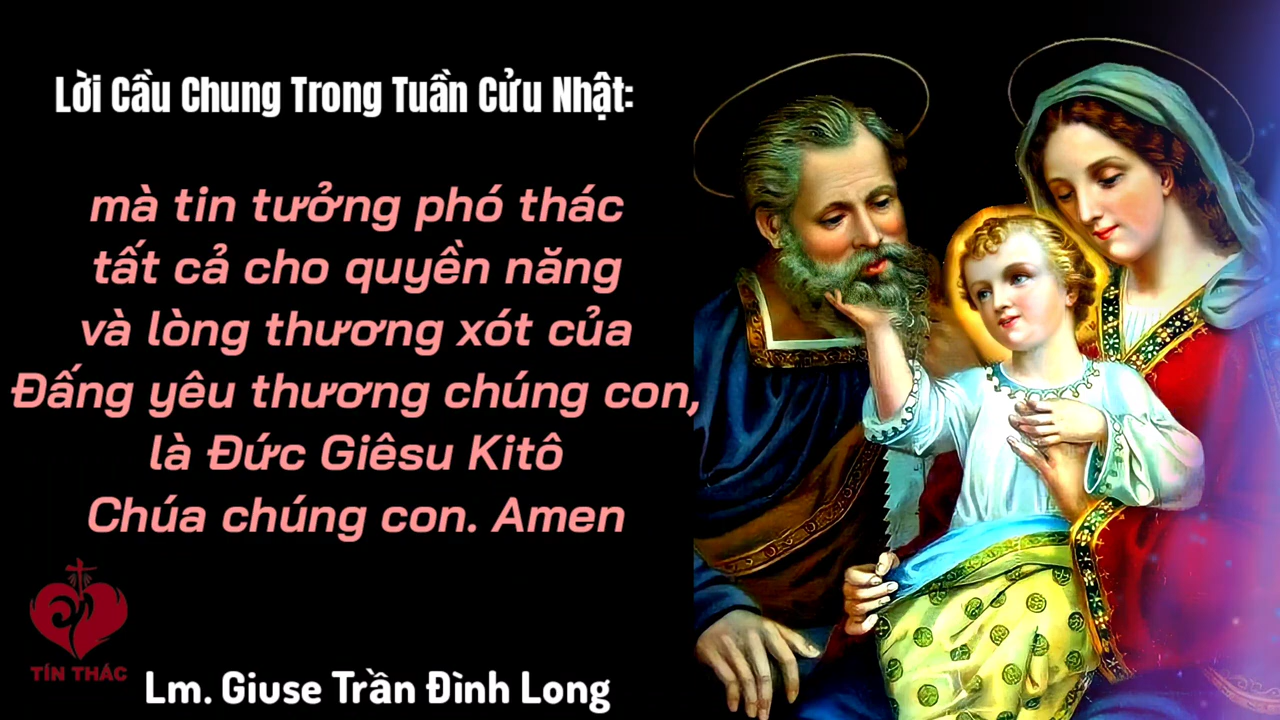 Lời Cầu Chung Trong Tuần Cửu Nhật:
mà tin tưởng phó thác
tất cả cho quyền năng
và lòng thương xót của
Đấng yêu thương chúng con,
là Đức Giêsu Kitô
Chúa chúng con. Amen
TÍN THÁC
Lm. Giuse Trần Đình Long